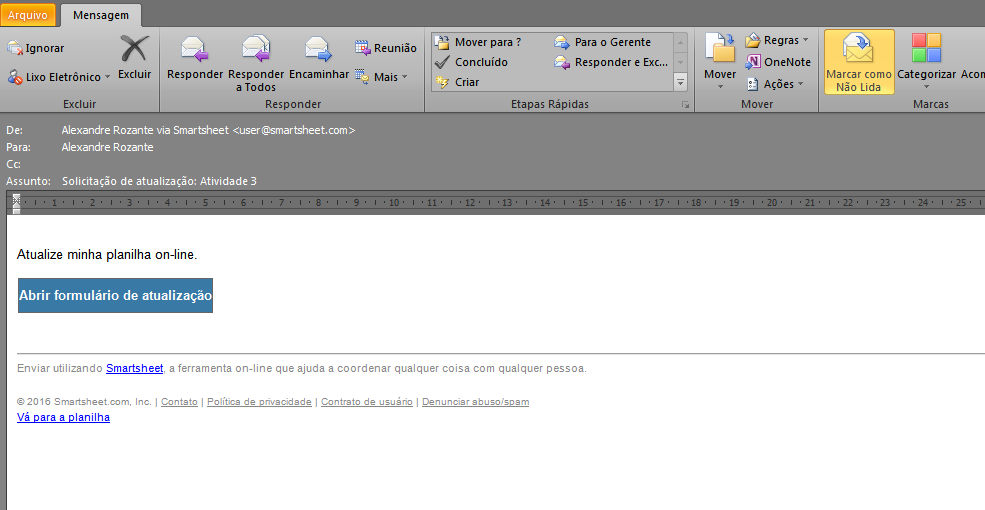 Arquivo
Mensagem
Ignorar
Lixo Eletrônico
Excluir
Excluir
Responder
Responder a Todos
Encaminhar
Reunião
Mais
Responder
Mover para ?
Concluído
Criar
Para o Gerente
Responder e Exc...
Etapas Rápidas
Mover
Regras
OneNote
Ações
Mover
Marcar como Não Lida
Categorizar
Acom
Marcas
De: Alexandre Rozante via Smartsheet <user@smartsheet.com>
Para: Alexandre Rozante
Cc:
Assunto: Solicitação de atualização: Atividade 3
1 2 3 4 5 6 7 8 9 10 11 12 13 14 15 16 17 18 19 20 21 22 23 24 25
Atualize minha planilha on-line.
Abrir formulário de atualização
Enviar utilizando Smartsheet, a ferramenta on-line que ajuda a coordenar qualquer coisa com qualquer pessoa.
© 2016 Smartsheet.com, Inc. | Contato | Política de privacidade | Contrato de usuário | Denunciar abuso/spam
Vá para a planilha